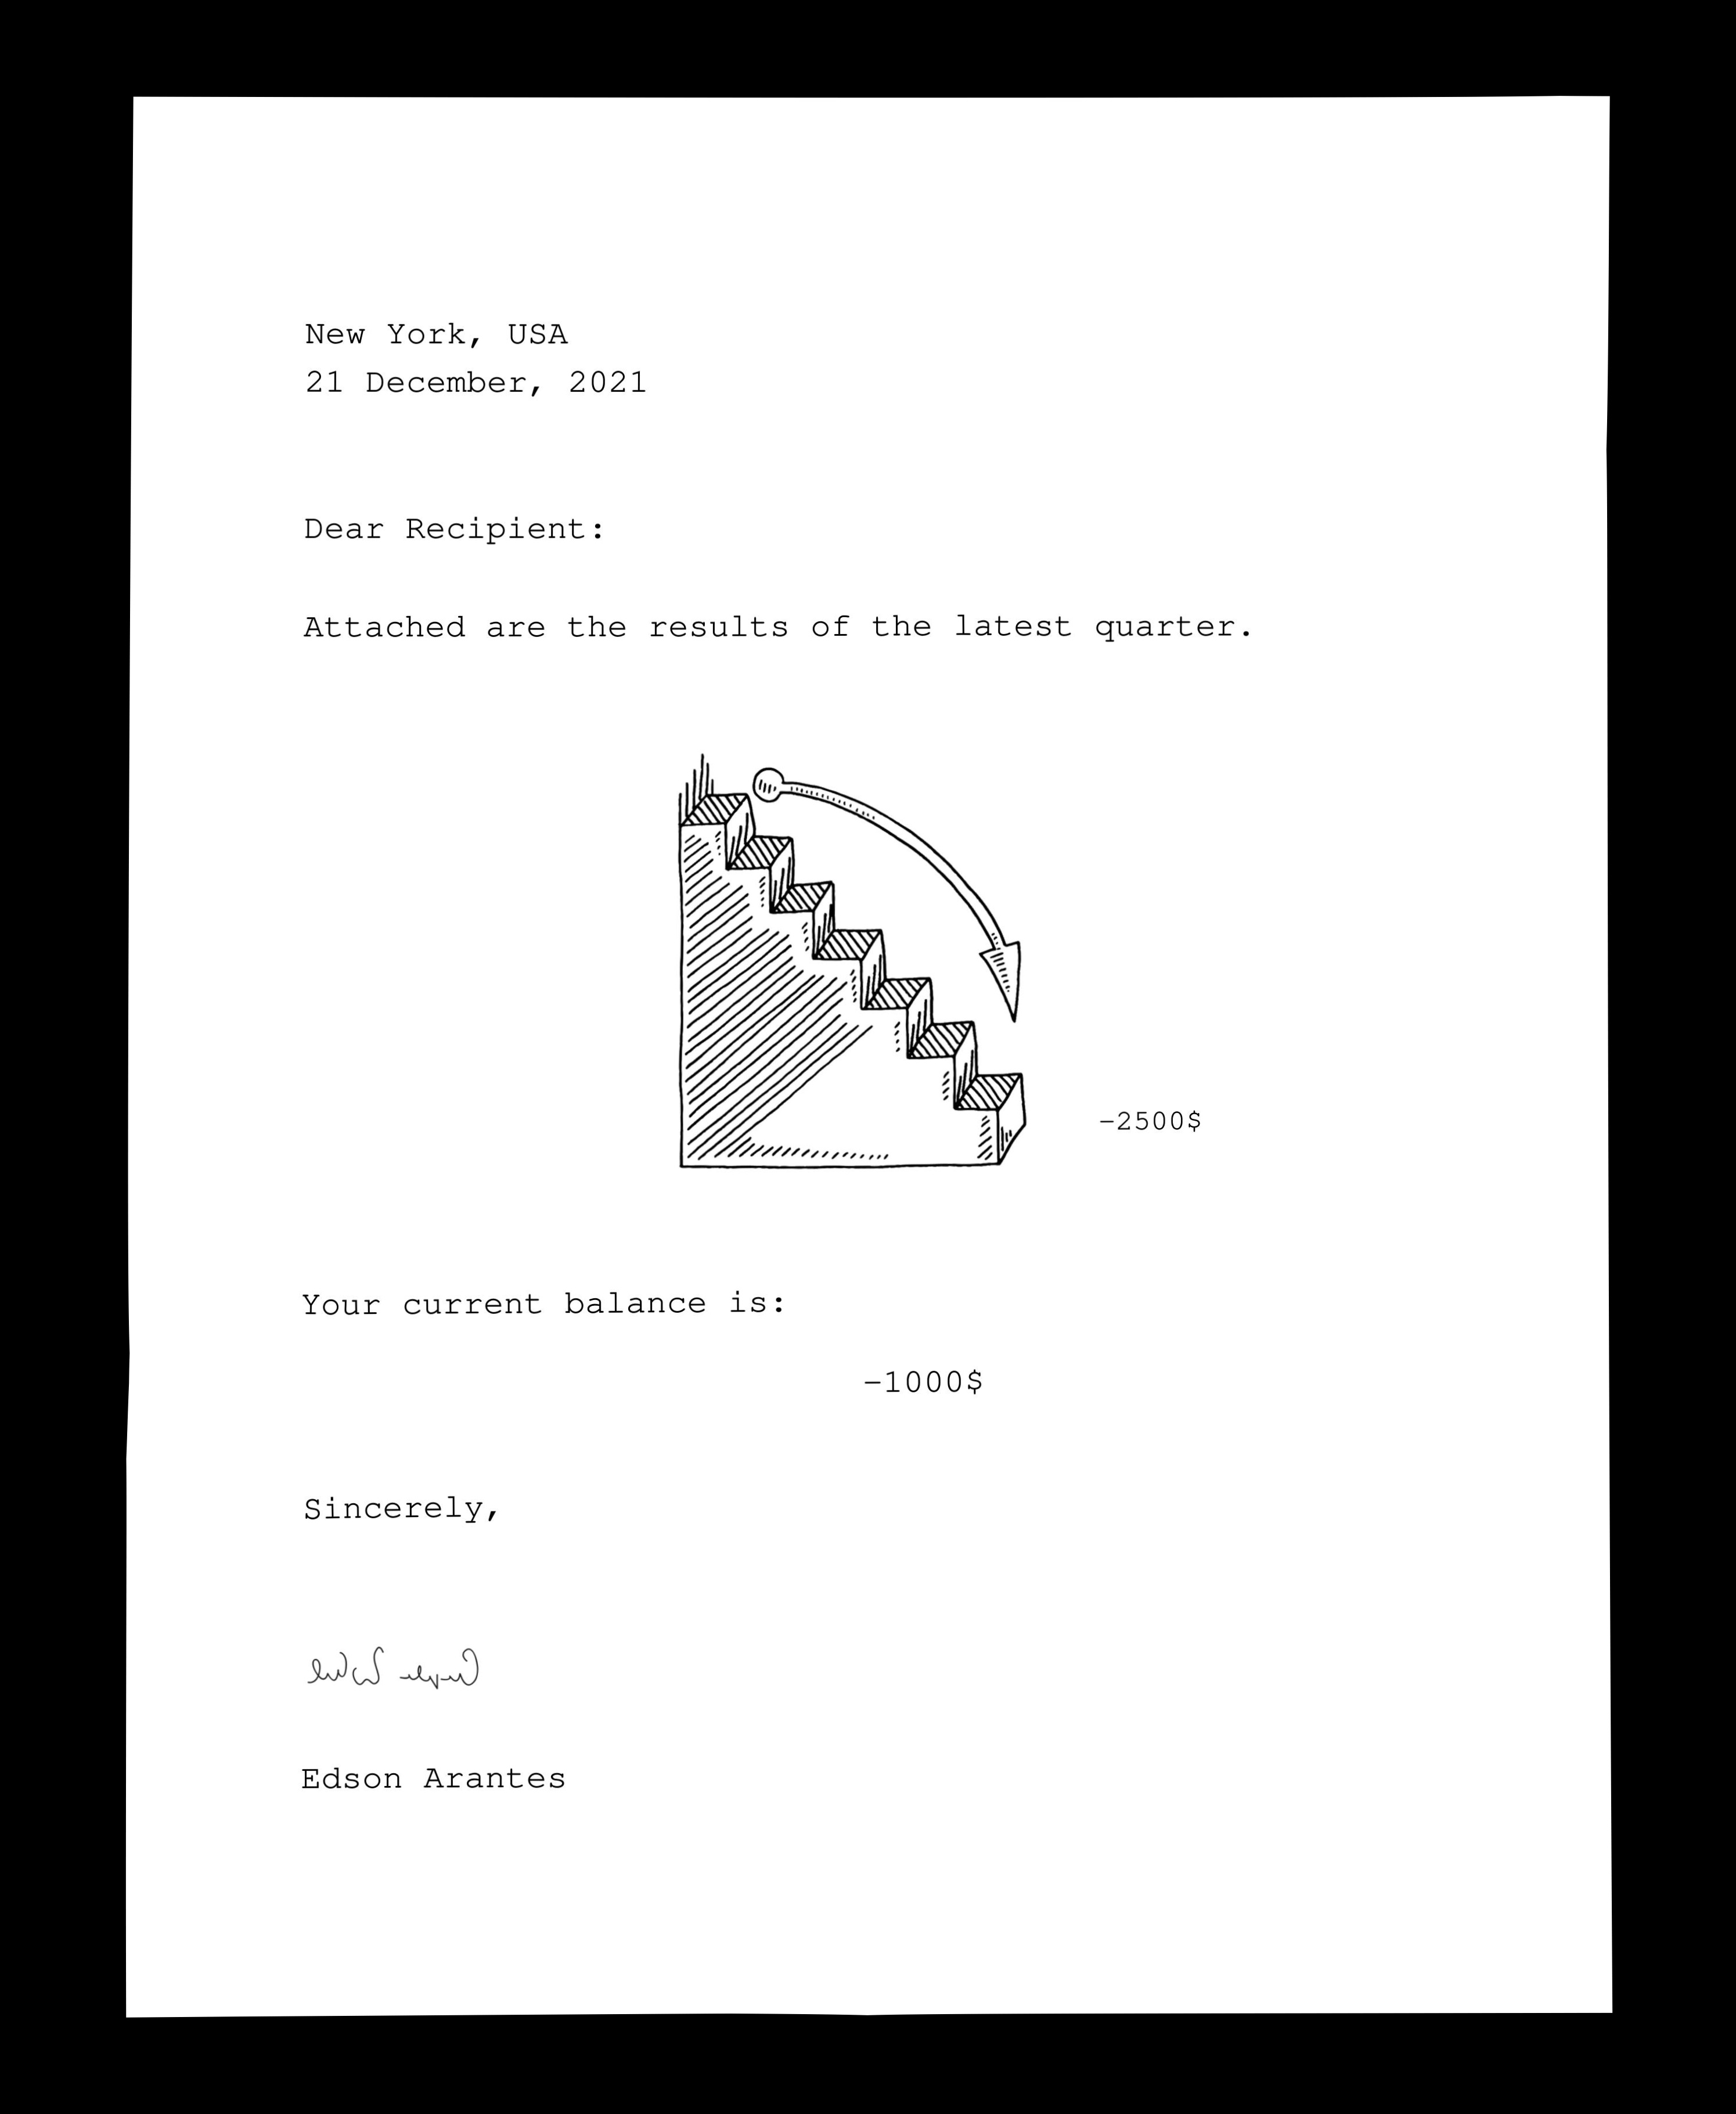 New York, USA
21 December, 2021
Dear Recipient:
Attached are the results of the latest quarter.
-2500$
Your current balance is:
-1000$
Sincerely,
Edson Arantes